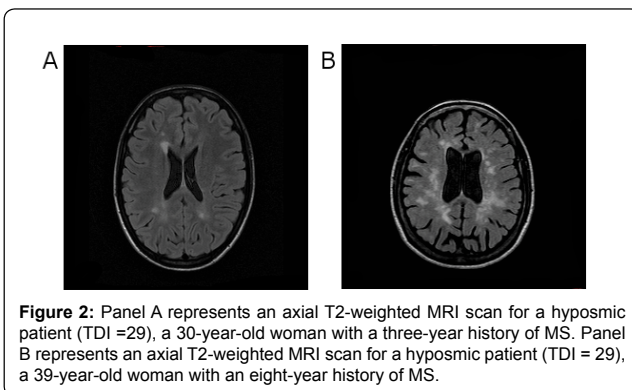 A
B
Figure 2: Panel A represents an axial T2-weighted MRI scan for a hyposmic
patient (TDI =29), a 30-year-old woman with a three-year history of MS. Panel
B represents an axial T2-weighted MRI scan for a hyposmic patient (TDI = 29),
a 39-year-old woman with an eight-year history of MS.